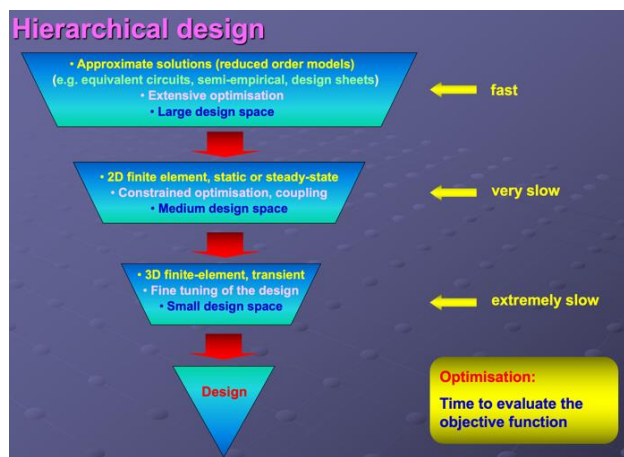 Hierarchical design
• Approximate solutions (reduced order models)
(e.g. equivalent circuits, semi-empirical, design sheets)
• Extensive optimisation
• Large design space
fast
• 2D finite element, static or steady-state
• Constrained optimisation, coupling
• Medium design space
very slow
• 3D finite-element, transient
• Fine tuning of the design
• Small design space
extremely slow
Design
Optimisation:
Time to evaluate the
objective function